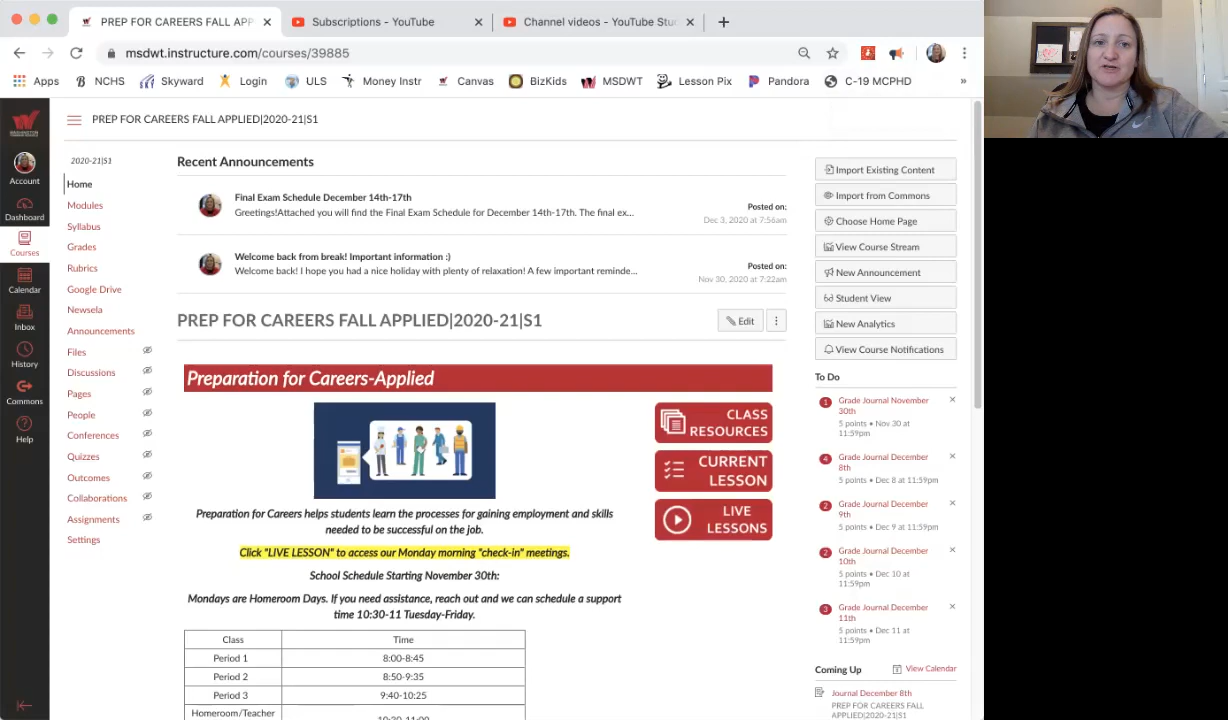 PREP FOR CAREERS FALL APP
Subscriptions - YouTube
Channel videos - YouTube Stu
msdwt.instructure.com/courses/39885
Apps
NCHS
Skyward
Login
ULS
Money Instr
Canvas
BizKids
MSDWT
Lesson Pix
Pandora
C-19 MCPHD
»
PREP FOR CAREERS FALL APPLIED|2020-21|S1
Account
Dashboard
Courses
Calendar
Inbox
History
Commons
Help
2020-21|S1
Home
Modules
Syllabus
Grades
Rubrics
Google Drive
Newsela
Announcements
Files
Discussions
Pages
People
Conferences
Quizzes
Outcomes
Collaborations
Assignments
Settings
Recent Announcements
Final Exam Schedule December 14th-17th
Greetings!Attached you will find the Final Exam Schedule for December 14th-17th. The final ex...
Posted on:
Dec 3, 2020 at 7:56am
Welcome back from break! Important information :)
Welcome back! I hope you had a nice holiday with plenty of relaxation! A few important reminde...
Posted on:
Nov 30, 2020 at 7:22am
PREP FOR CAREERS FALL APPLIED|2020-21|S1
Edit
Preparation for Careers-Applied
CLASS
RESOURCES
CURRENT
LESSON
LIVE
LESSONS
Preparation for Careers helps students learn the processes for gaining employment and skills
needed to be successful on the job.
Click "LIVE LESSON" to access our Monday morning "check-in" meetings.
School Schedule Starting November 30th:
Mondays are Homeroom Days. If you need assistance, reach out and we can schedule a support
time 10:30-11 Tuesday-Friday.
Class Time
Period 1 8:00-8:45
Period 2 8:50-9:35
Period 3 9:40-10:25
Homeroom/Teacher 10:30-11:00
Import Existing Content
Import from Commons
Choose Home Page
View Course Stream
New Announcement
Student View
New Analytics
View Course Notifications
To Do
1 Grade Journal November
30th
5 points • Nov 30 at
11:59pm
4 Grade Journal December
8th
5 points • Dec 8 at 11:59pm
2 Grade Journal December
9th
5 points • Dec 9 at 11:59pm
2 Grade Journal December
10th
5 points • Dec 10 at
11:59pm
3 Grade Journal December
11th
5 points • Dec 11 at
11:59pm
Coming Up
View Calendar
Journal December 8th
PREP FOR CAREERS FALL
APPLIED|2020-21|S1